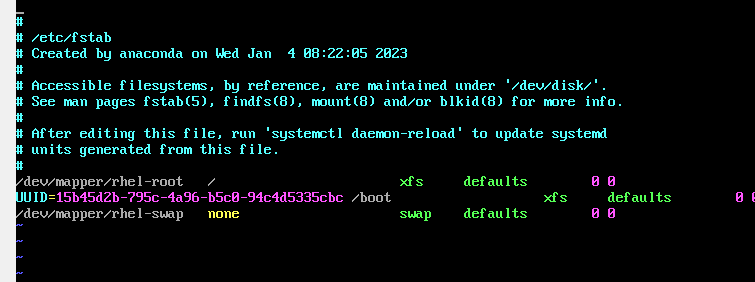 #
# /etc/fstab
# Created by anaconda on Wed Jan  4 08:22:05 2023
#
# Accessible filesystems, by reference, are maintained under '/dev/disk/'.
# See man pages fstab(5), findfs(8), mount(8) and/or blkid(8) for more info.
#
# After editing this file, run 'systemctl daemon-reload' to update systemd
# units generated from this file.
#
/dev/mapper/rhel-root   /                       xfs     defaults        0 0
UUID=15b45d2b-795c-4a96-b5c0-94c4d5335cbc /boot                   xfs     defaults        0 0
/dev/mapper/rhel-swap   none                    swap    defaults        0 0
~
~
~
~